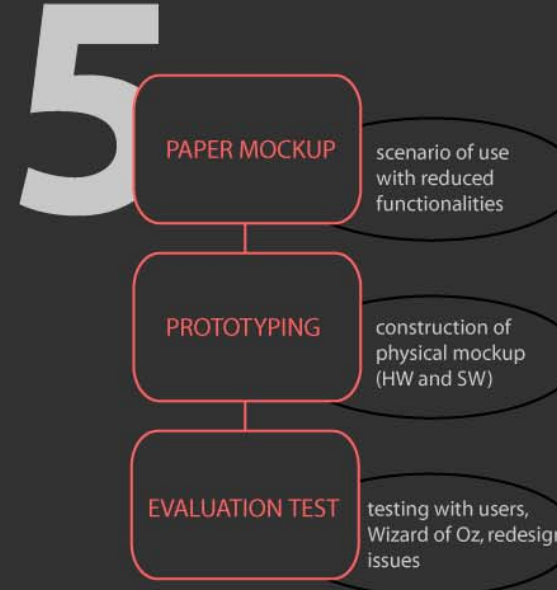 5
PAPER MOCKUP
scenario of use
with reduced
functionalities
PROTOTYPING
construction of
physical mockup
(HW and SW)
EVALUATION TEST
testing with users,
Wizard of Oz, redesign
issues